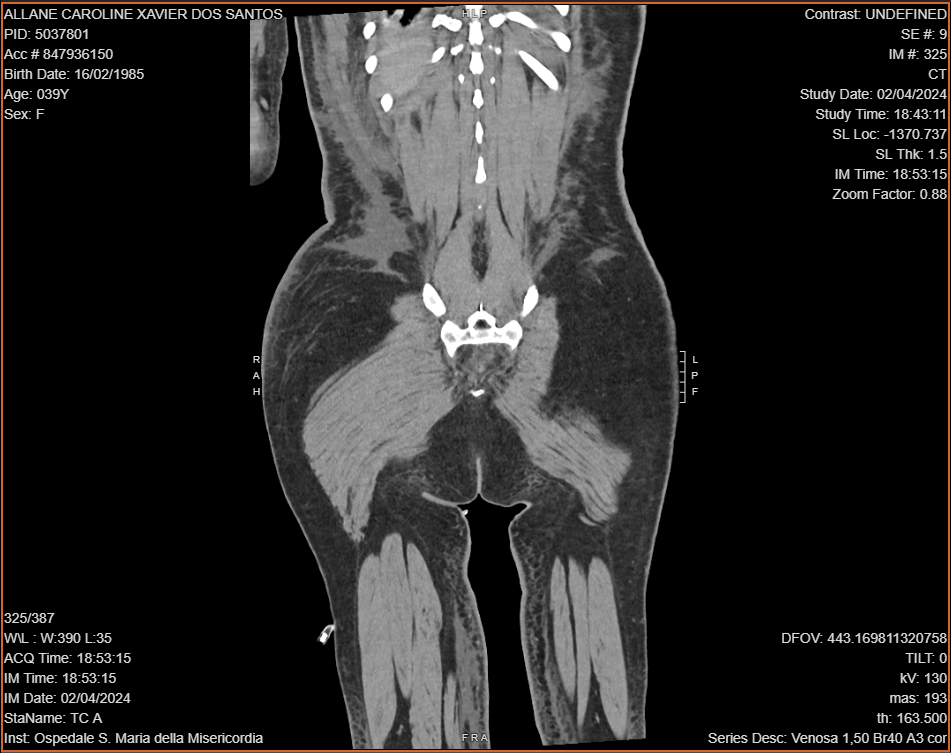 ALLANE CAROLINE XAVIER DOS SANTOS
PID: 5037801
Acc # 847936150
Birth Date: 16/02/1985
Age: 039Y
Sex: F
HLP
Contrast: UNDEFINED
SE #: 9
IM #: 325
CT
Study Date: 02/04/2024
Study Time: 18:43:11
SL Loc: -1370.737
SL Thk: 1.5
IM Time: 18:53:15
Zoom Factor: 0.88
R
A
H
L
P
F
325/387
W\L : W:390 L:35
ACQ Time: 18:53:15
IM Time: 18:53:15
IM Date: 02/04/2024
StaName: TC A
Inst: Ospedale S. Maria della Misericordia
FRA
DFOV: 443.169811320758
TILT: 0
kV: 130
mas: 193
th: 163.500
Series Desc: Venosa 1,50 Br40 A3 cor